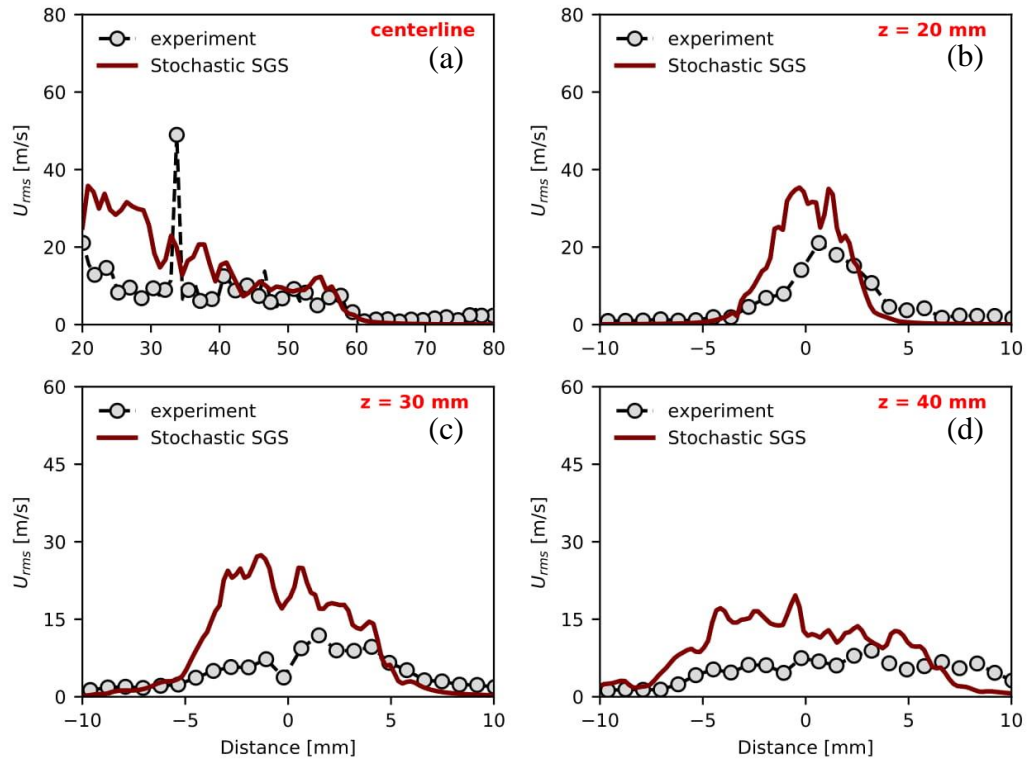 80
60
40
20
0
U_rms [m/s]
experiment
Stochastic SGS
centerline
(a)
20 30 40 50 60 70 80
80
60
40
20
0
U_rms [m/s]
experiment
Stochastic SGS
z = 20 mm
(b)
−10 −5 0 5 10
60
45
30
15
0
U_rms [m/s]
experiment
Stochastic SGS
z = 30 mm
(c)
−10 −5 0 5 10
Distance [mm]
60
45
30
15
0
U_rms [m/s]
experiment
Stochastic SGS
z = 40 mm
(d)
−10 −5 0 5 10
Distance [mm]